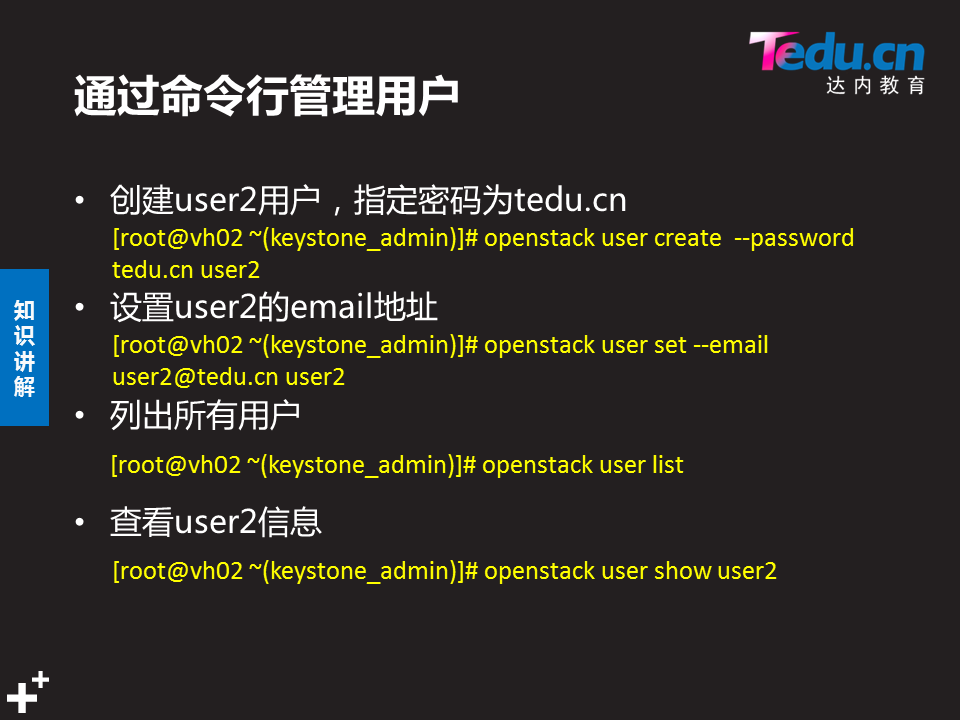 Tedu.cn
达内教育
通过命令行管理用户
• 创建user2用户，指定密码为tedu.cn
[root@vh02 ~(keystone_admin)]# openstack user create  --password
tedu.cn user2
• 设置user2的email地址
[root@vh02 ~(keystone_admin)]# openstack user set --email
user2@tedu.cn user2
• 列出所有用户
[root@vh02 ~(keystone_admin)]# openstack user list
• 查看user2信息
[root@vh02 ~(keystone_admin)]# openstack user show user2
知
识
讲
解